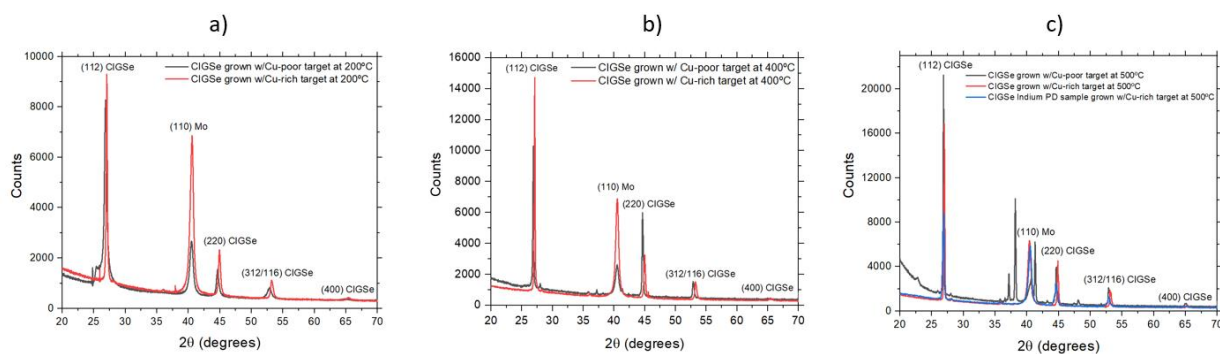 a)
10000
8000
6000
4000
2000
0
Counts
(112) CIGSe
CIGSe grown w/Cu-poor target at 200ºC
CIGSe grown w/Cu-rich target at 200ºC
(110) Mo
(220) CIGSe
(312/116) CIGSe
(400) CIGSe
20 25 30 35 40 45 50 55 60 65 70
2θ (degrees)
b)
16000
14000
12000
10000
8000
6000
4000
2000
0
Counts
(112) CIGSe
CIGSe grown w/ Cu-poor target at 400ºC
CIGSe grown w/ Cu-rich target at 400ºC
(110) Mo
(220) CIGSe
(312/116) CIGSe
(400) CIGSe
20 25 30 35 40 45 50 55 60 65 70
2θ (degrees)
c)
20000
16000
12000
8000
4000
0
Counts
(112) CIGSe
CIGSe grown w/Cu-poor target at 500ºC
CIGSe grown w/Cu-rich target at 500ºC
CIGSe Indium PD sample grown w/Cu-rich target at 500ºC
(110) Mo
(220) CIGSe
(312/116) CIGSe
(400) CIGSe
20 25 30 35 40 45 50 55 60 65 70
2θ (degrees)